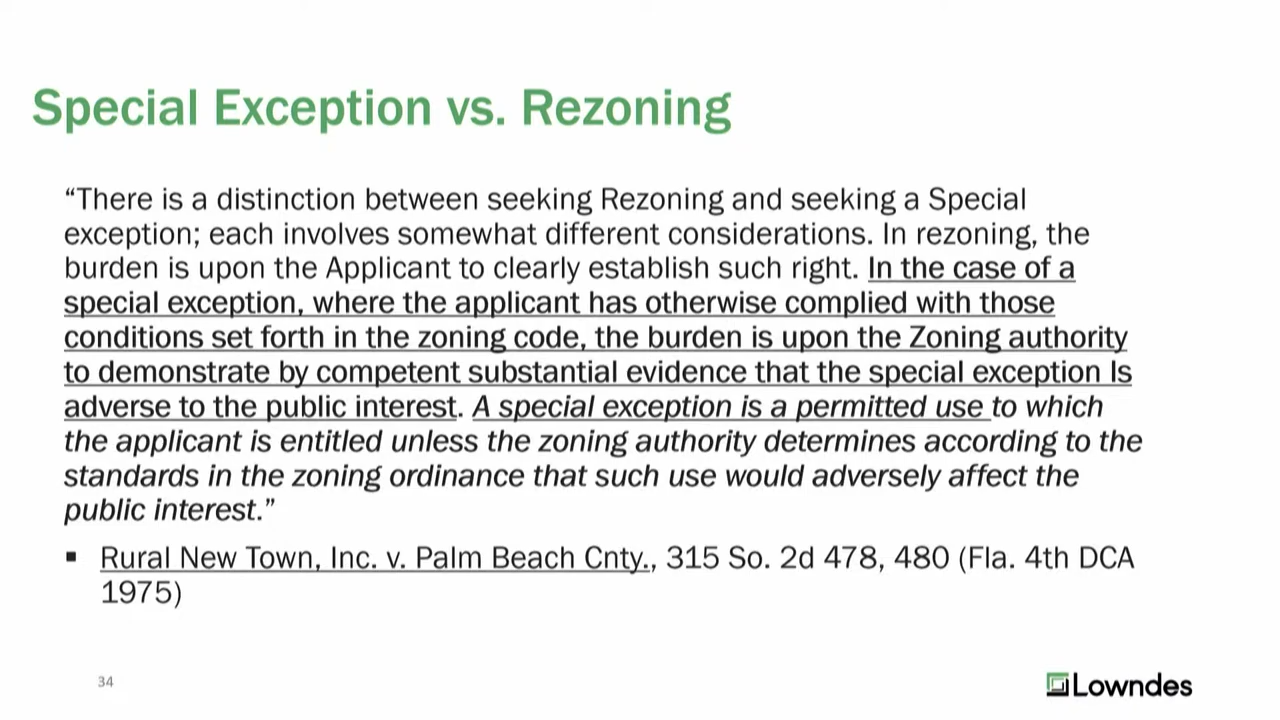 Special Exception vs. Rezoning
“There is a distinction between seeking Rezoning and seeking a Special
exception; each involves somewhat different considerations. In rezoning, the
burden is upon the Applicant to clearly establish such right. In the case of a
special exception, where the applicant has otherwise complied with those
conditions set forth in the zoning code, the burden is upon the Zoning authority
to demonstrate by competent substantial evidence that the special exception Is
adverse to the public interest. A special exception is a permitted use to which
the applicant is entitled unless the zoning authority determines according to the
standards in the zoning ordinance that such use would adversely affect the
public interest.”
▪ Rural New Town, Inc. v. Palm Beach Cnty., 315 So. 2d 478, 480 (Fla. 4th DCA
1975)
34
Lowndes